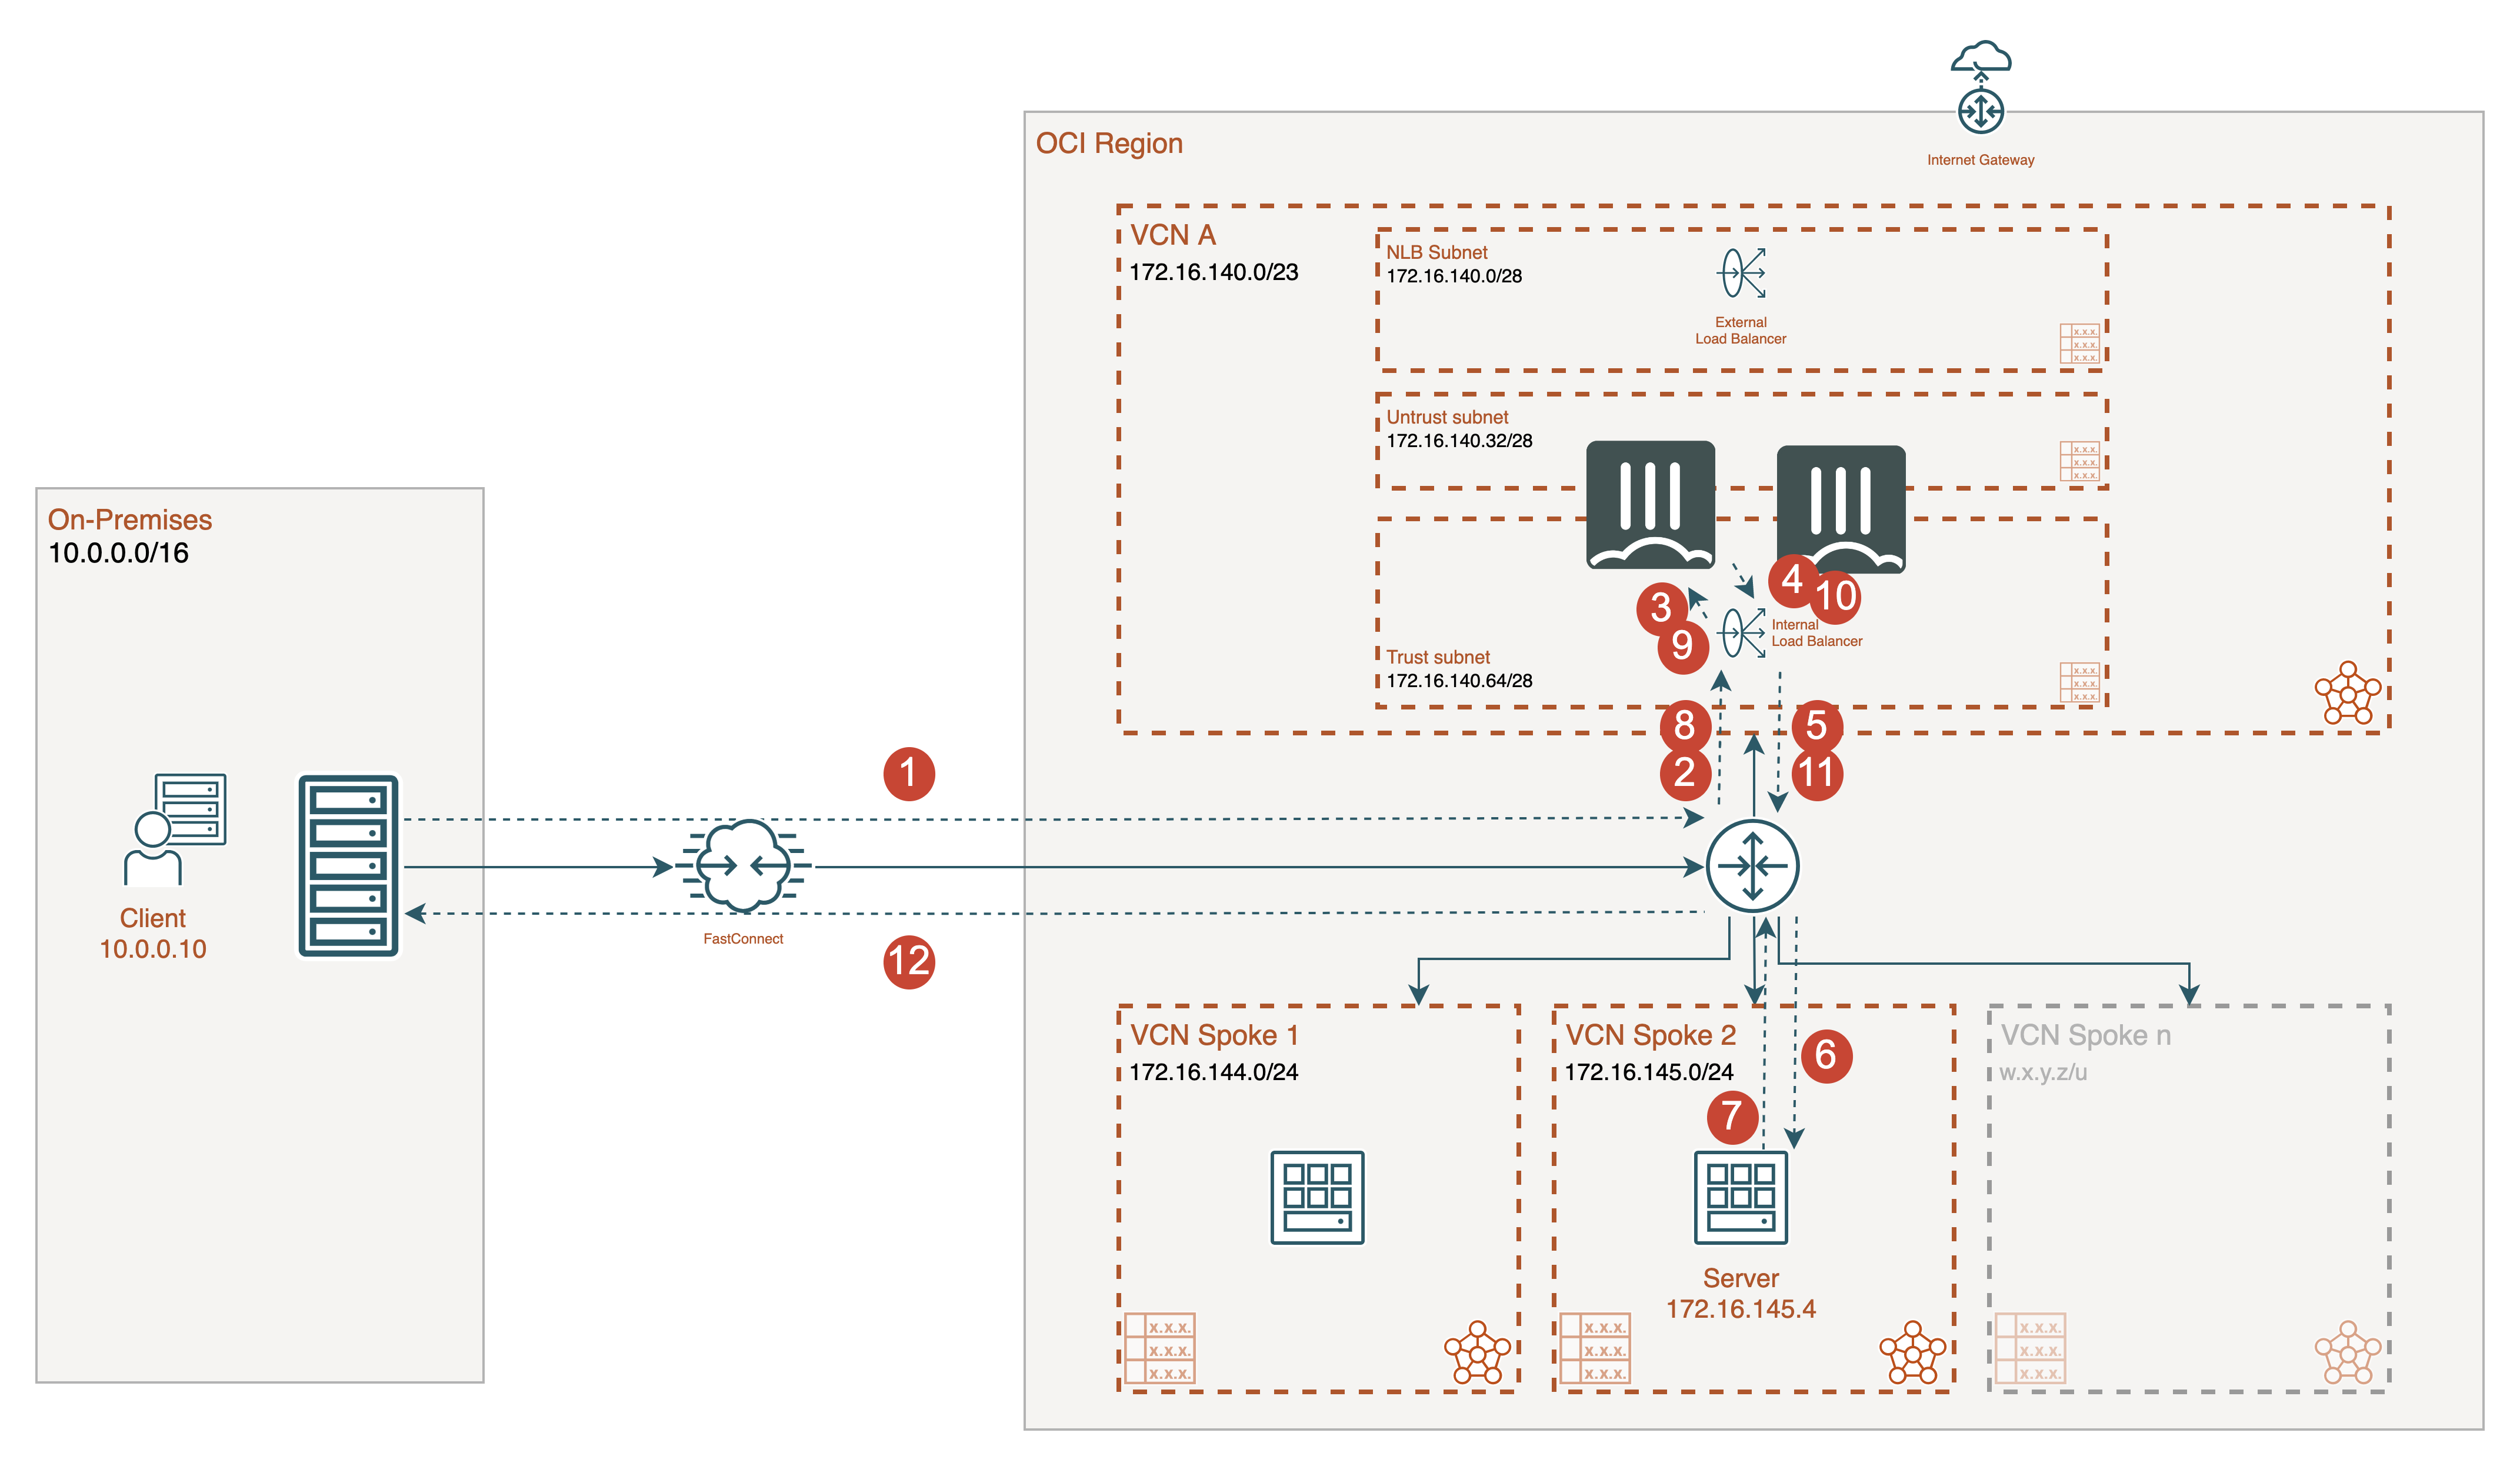 Internet Gateway
OCI Region
VCN A
172.16.140.0/23
NLB Subnet
172.16.140.0/28
External
Load Balancer
x.x.x.
x.x.x.
x.x.x.
Untrust subnet
172.16.140.32/28
x.x.x.
x.x.x.
x.x.x.
On-Premises
10.0.0.0/16
4
10
3
9
Internal
Load Balancer
Trust subnet
172.16.140.64/28
x.x.x.
x.x.x.
x.x.x.
8
5
2
11
1
Client
10.0.0.10
FastConnect
12
VCN Spoke 1
172.16.144.0/24
VCN Spoke 2
172.16.145.0/24
VCN Spoke n
w.x.y.z/u
6
7
Server
172.16.145.4
x.x.x.
x.x.x.
x.x.x.
x.x.x.
x.x.x.
x.x.x.
x.x.x.
x.x.x.
x.x.x.